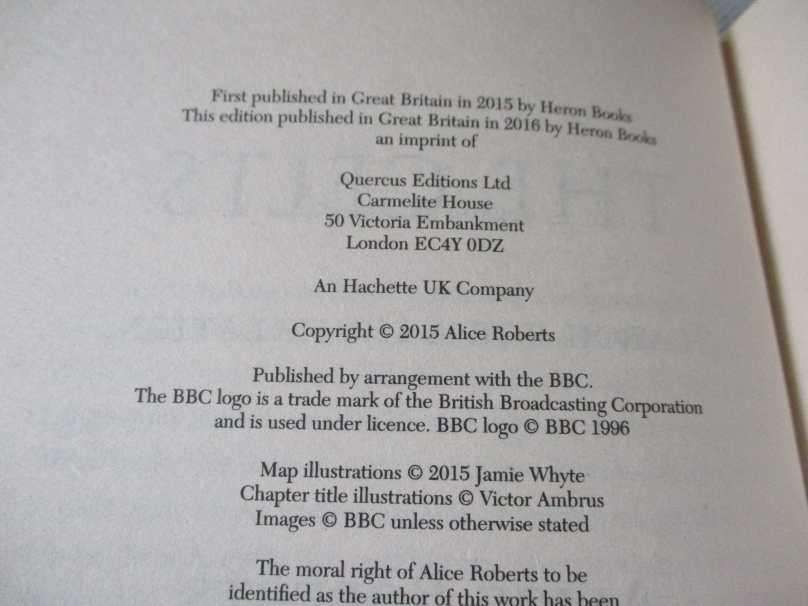 First published in Great Britain in 2015 by Heron Books
This edition published in Great Britain in 2016 by Heron Books
an imprint of
Quercus Editions Ltd
Carmelite House
50 Victoria Embankment
London EC4Y 0DZ
An Hachette UK Company
Copyright © 2015 Alice Roberts
Published by arrangement with the BBC.
The BBC logo is a trade mark of the British Broadcasting Corporation
and is used under licence. BBC logo © BBC 1996
Map illustrations © 2015 Jamie Whyte
Chapter title illustrations © Victor Ambrus
Images © BBC unless otherwise stated
The moral right of Alice Roberts to be
identified as the author of this work has been